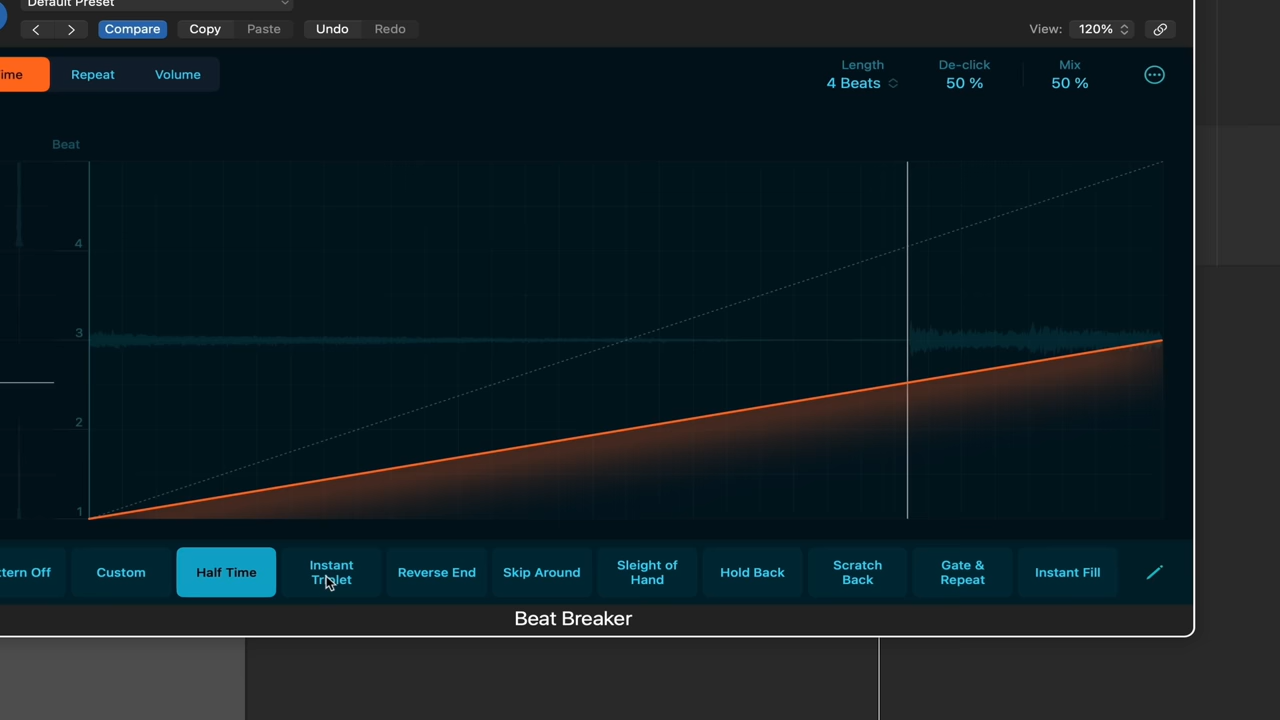 Default Preset
Compare Copy Paste Undo Redo View: 120%
ime Repeat Volume
Length De-click Mix
4 Beats 50 % 50 %
Beat
4
3
2
1
tern Off Custom Half Time Instant Triplet Reverse End Skip Around Sleight of Hand Hold Back Scratch Back Gate & Repeat Instant Fill
Beat Breaker